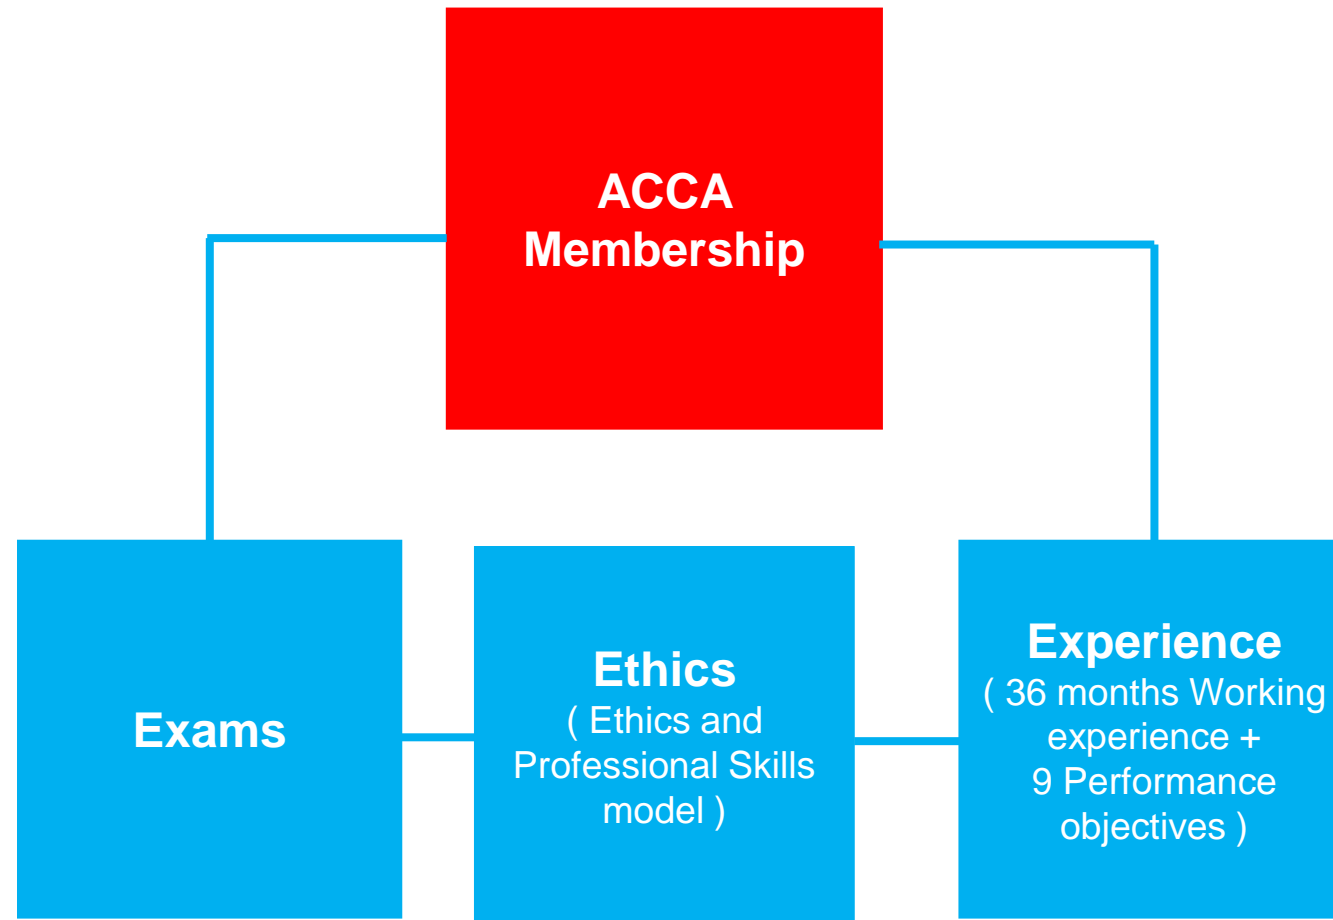 ACCA
Membership
Exams
Ethics
( Ethics and
Professional Skills
model )
Experience
( 36 months Working
experience +
9 Performance
objectives )